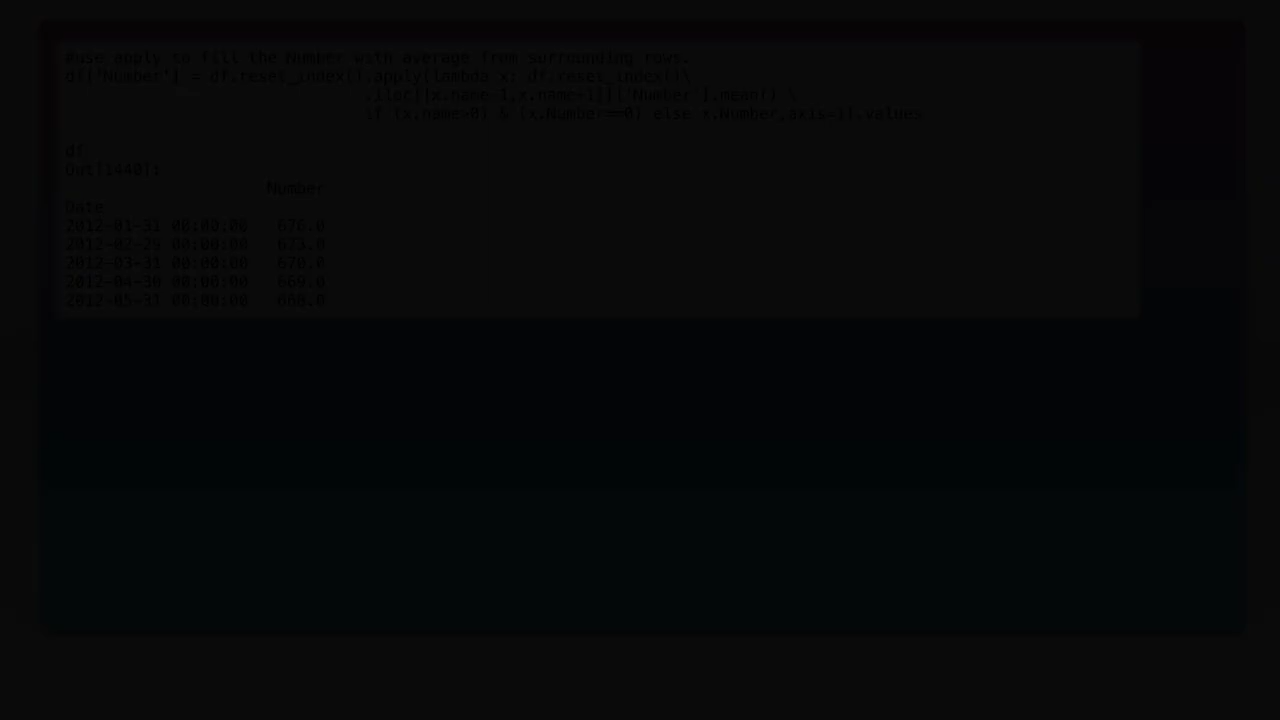 #use apply to fill the Number with average from surrounding rows.
df['Number'] = df.reset_index().apply(lambda x: df.reset_index()\
.iloc[[x.name-1,x.name+1]]['Number'].mean() \
if (x.name>0) & (x.Number==0) else x.Number,axis=1).values
df
Out[1440]:
Number
Date
2012-01-31 00:00:00 676.0
2012-02-29 00:00:00 673.0
2012-03-31 00:00:00 670.0
2012-04-30 00:00:00 669.0
2012-05-31 00:00:00 668.0